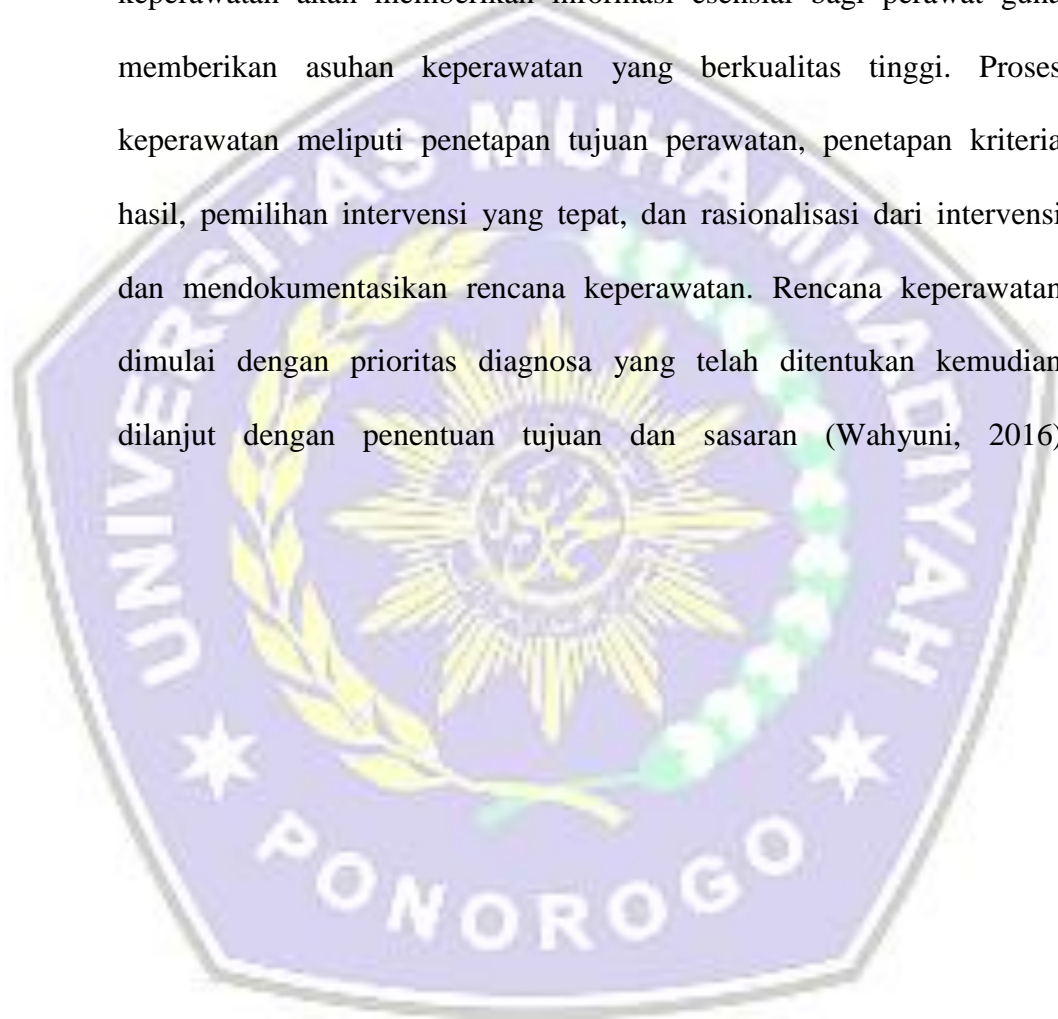 keperawatan akan memberikan informasi esensial bagi perawat guna
memberikan asuhan keperawatan yang berkualitas tinggi. Proses
keperawatan meliputi penetapan tujuan perawatan, penetapan kriteria
hasil, pemilihan intervensi yang tepat, dan rasionalisasi dari intervensi
dan mendokumentasikan rencana keperawatan. Rencana keperawatan
dimulai dengan prioritas diagnosa yang telah ditentukan kemudian
dilanjut dengan penentuan tujuan dan sasaran (Wahyuni, 2016)
UNIVERSITAS MUHAMMADIYAH
PONOROGO